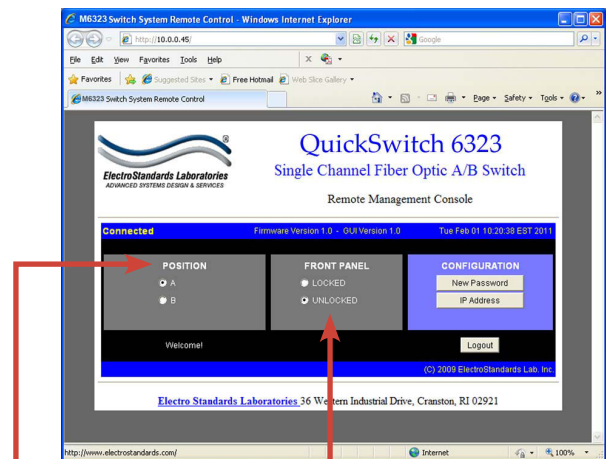 M6323 Switch System Remote Control - Windows Internet Explorer
http://10.0.0.45/
Google
File Edit View Favorites Tools Help
x
Favorites Suggested Sites Free Hotmail Web Slice Gallery
M6323 Switch System Remote Control
Page Safety Tools
»
®
ElectroStandards Laboratories
ADVANCED SYSTEMS DESIGN & SERVICES
QuickSwitch 6323
Single Channel Fiber Optic A/B Switch
Remote Management Console
Connected Firmware Version 1.0 - GUI Version 1.0 Tue Feb 01 10:20:38 EST 2011
POSITION
A
B
FRONT PANEL
LOCKED
UNLOCKED
CONFIGURATION
New Password
IP Address
Welcome!
Logout
(C) 2009 ElectroStandards Lab. Inc.
Electro Standards Laboratories 36 Western Industrial Drive, Cranston, RI 02921
http://www.electrostandards.com/ Internet 100%